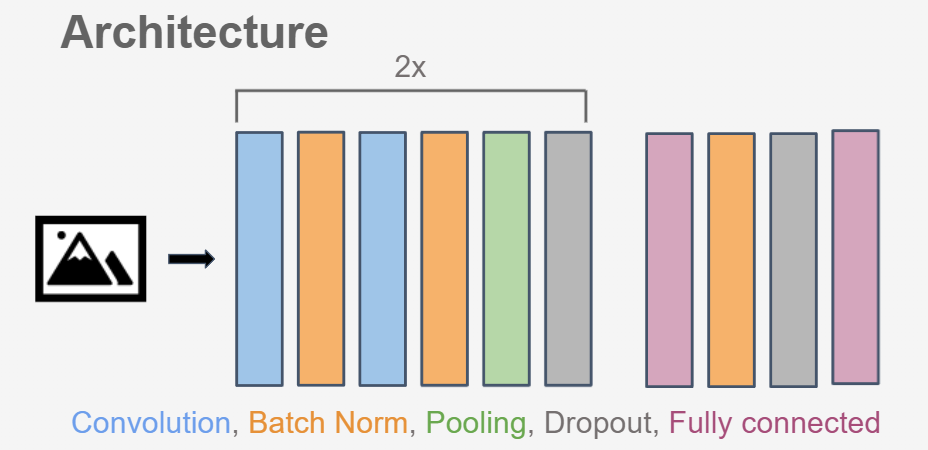 Architecture
2x
Convolution, Batch Norm, Pooling, Dropout, Fully connected